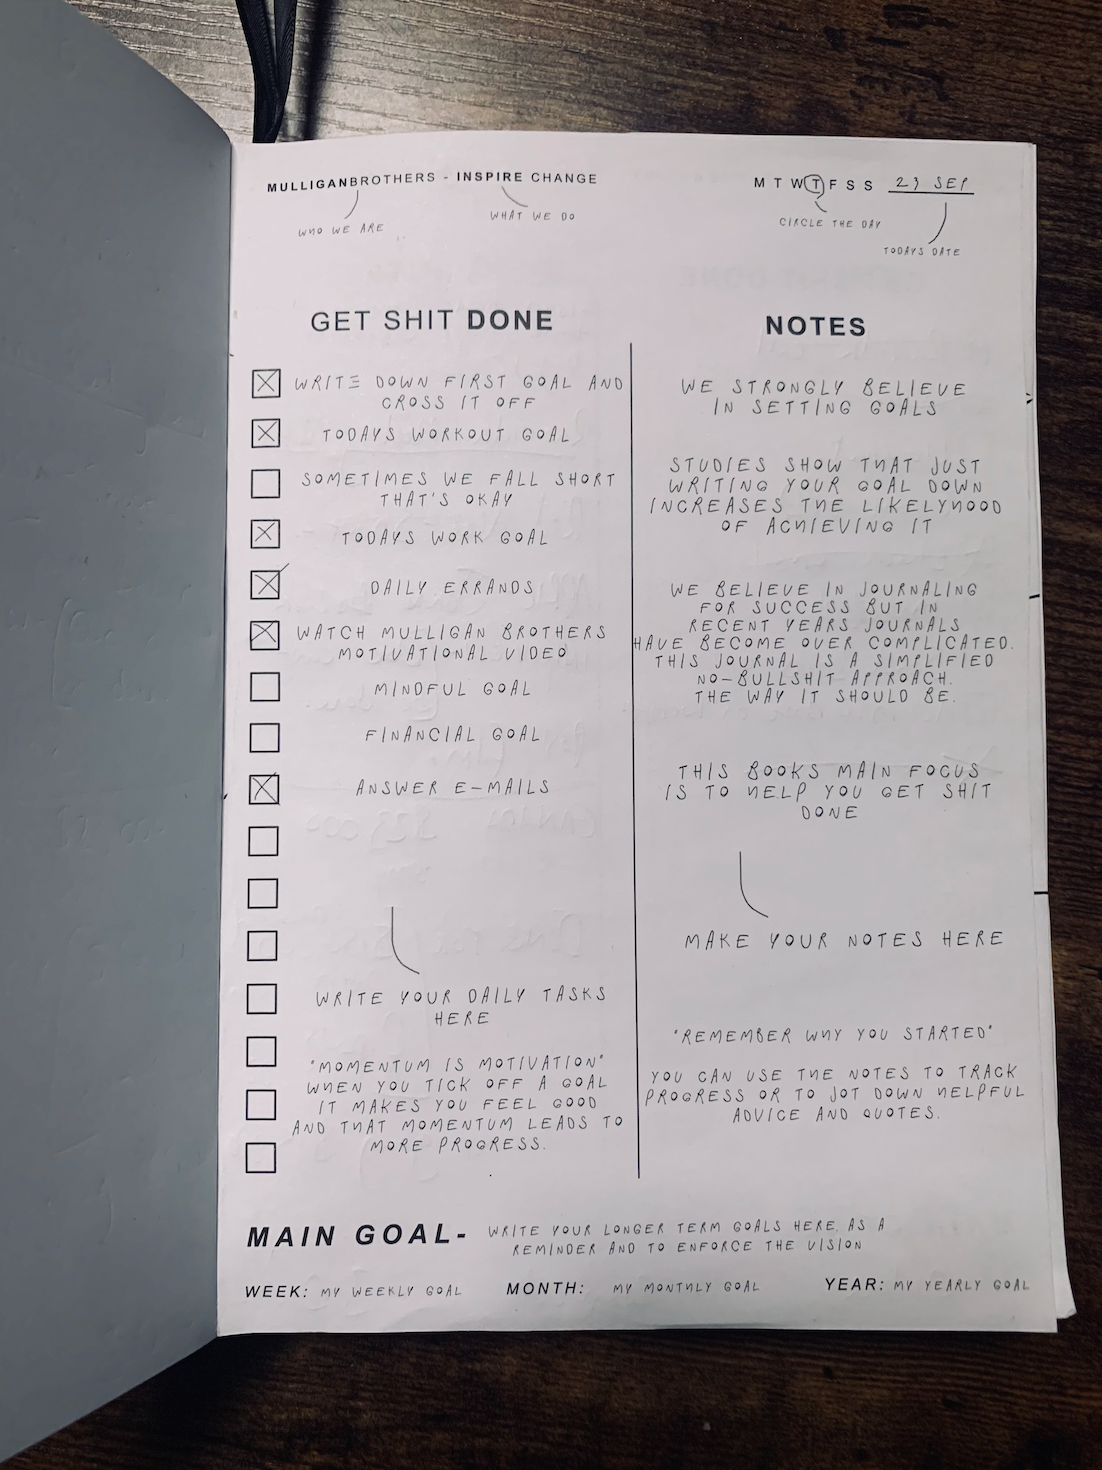 MULLIGANBROTHERS - INSPIRE CHANGE
WHO WE ARE
WHAT WE DO
M T W T F S S 23 SEP
CIRCLE THE DAY
TODAYS DATE
GET SHIT DONE
WRITE DOWN FIRST GOAL AND
CROSS IT OFF
TODAYS WORKOUT GOAL
SOMETIMES WE FALL SHORT
THAT'S OKAY
TODAYS WORK GOAL
DAILY ERRANDS
WATCH MULLIGAN BROTHERS
MOTIVATIONAL VIDEO
MINDFUL GOAL
FINANCIAL GOAL
ANSWER E-MAILS
WRITE YOUR DAILY TASKS
HERE
"MOMENTUM IS MOTIVATION"
WHEN YOU TICK OFF A GOAL
IT MAKES YOU FEEL GOOD
AND THAT MOMENTUM LEADS TO
MORE PROGRESS.
NOTES
WE STRONGLY BELIEVE
IN SETTING GOALS
STUDIES SHOW THAT JUST
WRITING YOUR GOAL DOWN
INCREASES THE LIKELYHOOD
OF ACHIEVING IT
WE BELIEVE IN JOURNALING
FOR SUCCESS BUT IN
RECENT YEARS JOURNALS
HAVE BECOME OVER COMPLICATED.
THIS JOURNAL IS A SIMPLIFIED
NO-BULLSHIT APPROACH.
THE WAY IT SHOULD BE.
THIS BOOKS MAIN FOCUS
IS TO HELP YOU GET SHIT
DONE
MAKE YOUR NOTES HERE
"REMEMBER WHY YOU STARTED"
YOU CAN USE THE NOTES TO TRACK
PROGRESS OR TO JOT DOWN HELPFUL
ADVICE AND QUOTES.
MAIN GOAL- WRITE YOUR LONGER TERM GOALS HERE, AS A
REMINDER AND TO ENFORCE THE VISION
WEEK: MY WEEKLY GOAL MONTH: MY MONTHLY GOAL YEAR: MY YEARLY GOAL